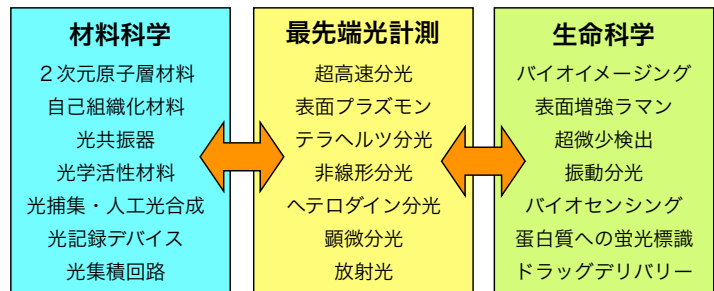 材料科学
２次元原子層材料
自己組織化材料
光共振器
光学活性材料
光捕集・人工光合成
光記録デバイス
光集積回路
最先端光計測
超高速分光
表面プラズモン
テラヘルツ分光
非線形分光
ヘテロダイン分光
顕微分光
放射光
生命科学
バイオイメージング
表面増強ラマン
超微少検出
振動分光
バイオセンシング
蛋白質への蛍光標識
ドラッグデリバリー